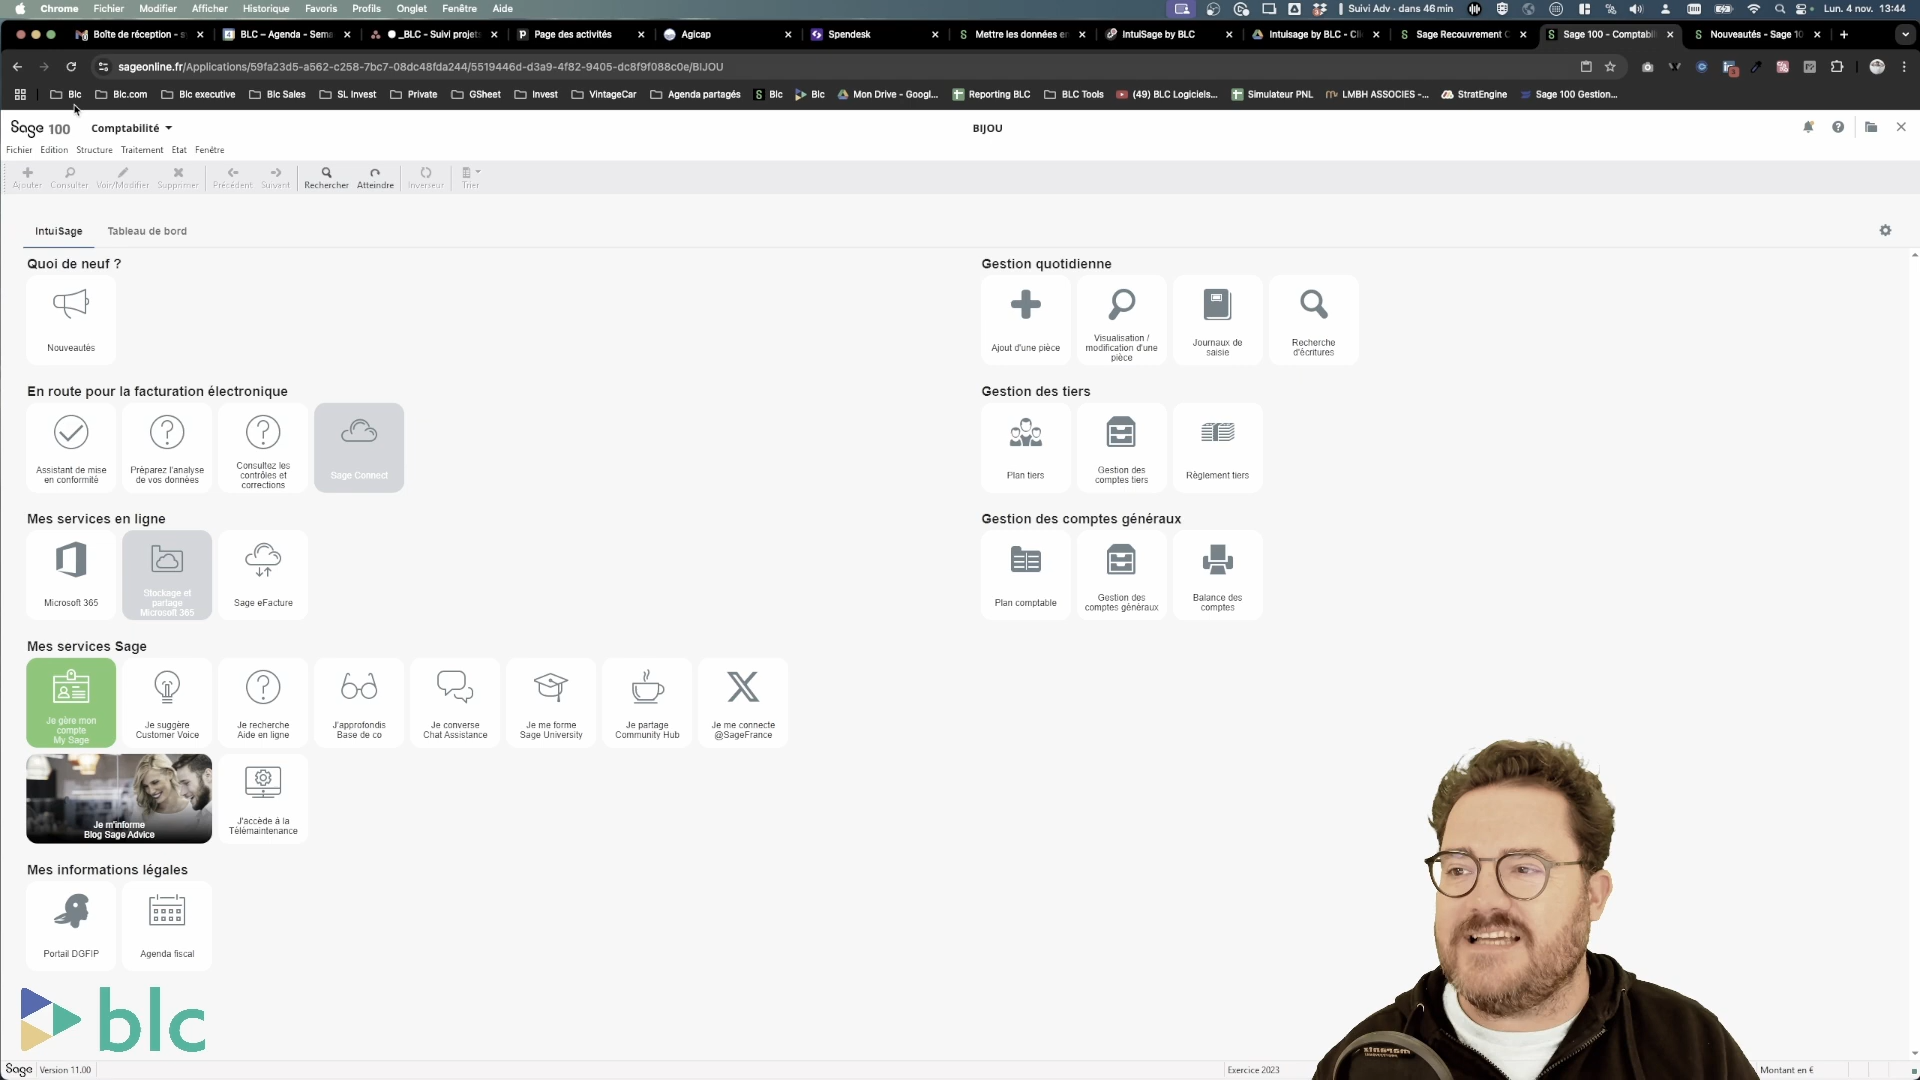 Chrome Fichier Modifier Afficher Historique Favoris Profils Onglet Fenêtre Aide
Suivi Adv · dans 46 min
Lun. 4 nov. 13:44
Boîte de réception - s
BLC – Agenda - Sema
_BLC - Suivi projets
Page des activités
Agicap
Spendesk
Mettre les données en
IntuiSage by BLC
Intuisage by BLC - Cli
Sage Recouvrement C
Sage 100 - Comptabili
Nouveautés - Sage 10
sageonline.fr/Applications/59fa23d5-a562-c258-7bc7-08dc48fda244/5519446d-d3a9-4f82-9405-dc8f9f088c0e/BIJOU
Blc
Blc.com
Blc executive
Blc Sales
SL Invest
Private
GSheet
Invest
VintageCar
Agenda partagés
Blc
Blc
Mon Drive – Googl...
Reporting BLC
BLC Tools
(49) BLC Logiciels...
Simulateur PNL
LMBH ASSOCIES -...
StratEngine
Sage 100 Gestion...
Sage 100 Comptabilité
BIJOU
Fichier Edition Structure Traitement Etat Fenêtre
Ajouter Consulter Voir/Modifier Supprimer Précédent Suivant Rechercher Atteindre Inverseur Trier
IntuiSage Tableau de bord
Quoi de neuf ?
Nouveautés
En route pour la facturation électronique
Assistant de mise
en conformité
Préparez l'analyse
de vos données
Consultez les
contrôles et
corrections
Sage Connect
Mes services en ligne
Microsoft 365
Stockage et
partage
Microsoft 365
Sage eFacture
Mes services Sage
Je gère mon
compte
My Sage
Je suggère
Customer Voice
Je recherche
Aide en ligne
J'approfondis
Base de co
Je converse
Chat Assistance
Je me forme
Sage University
Je partage
Community Hub
Je me connecte
@SageFrance
Je m'informe
Blog Sage Advice
J'accède à la
Télémaintenance
Mes informations légales
Portail DGFIP
Agenda fiscal
Gestion quotidienne
Ajout d'une pièce
Visualisation /
modification d'une
pièce
Journaux de
saisie
Recherche
d'écritures
Gestion des tiers
Plan tiers
Gestion des
comptes tiers
Règlement tiers
Gestion des comptes généraux
Plan comptable
Gestion des
comptes généraux
Balance des
comptes
blc
marantz
Sage Version 11.00
Exercice 2023
Montant en €